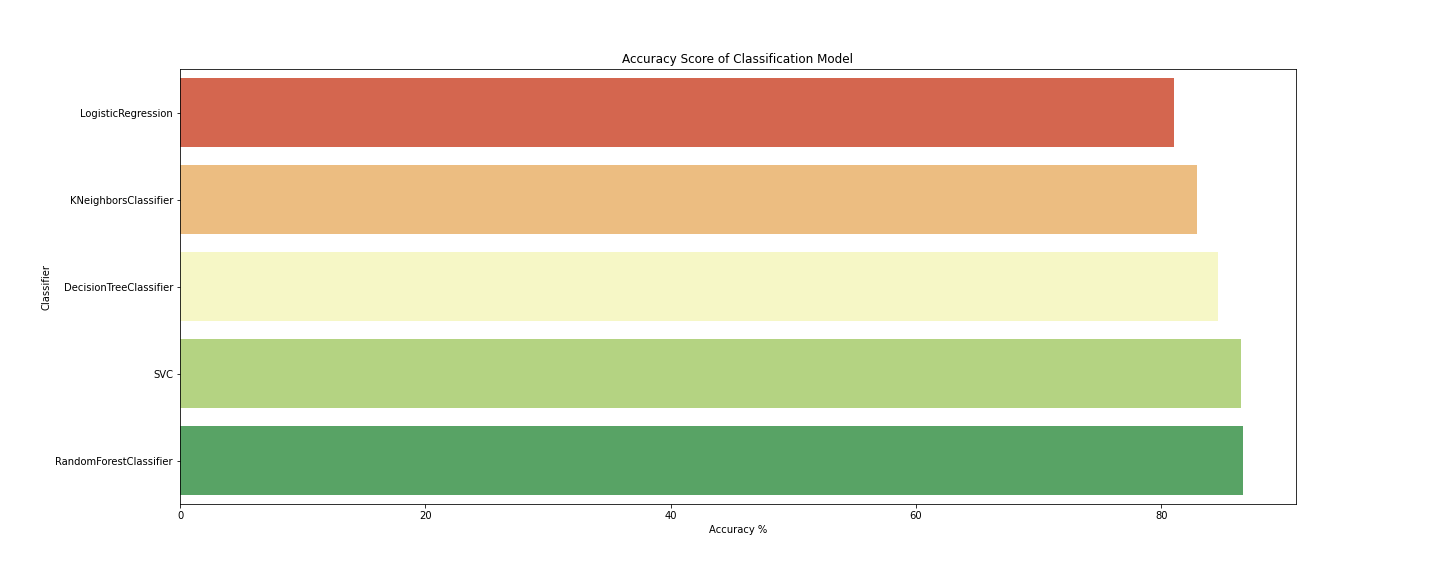 Accuracy Score of Classification Model
Classifier
LogisticRegression
KNeighborsClassifier
DecisionTreeClassifier
SVC
RandomForestClassifier
0 20 40 60 80
Accuracy %